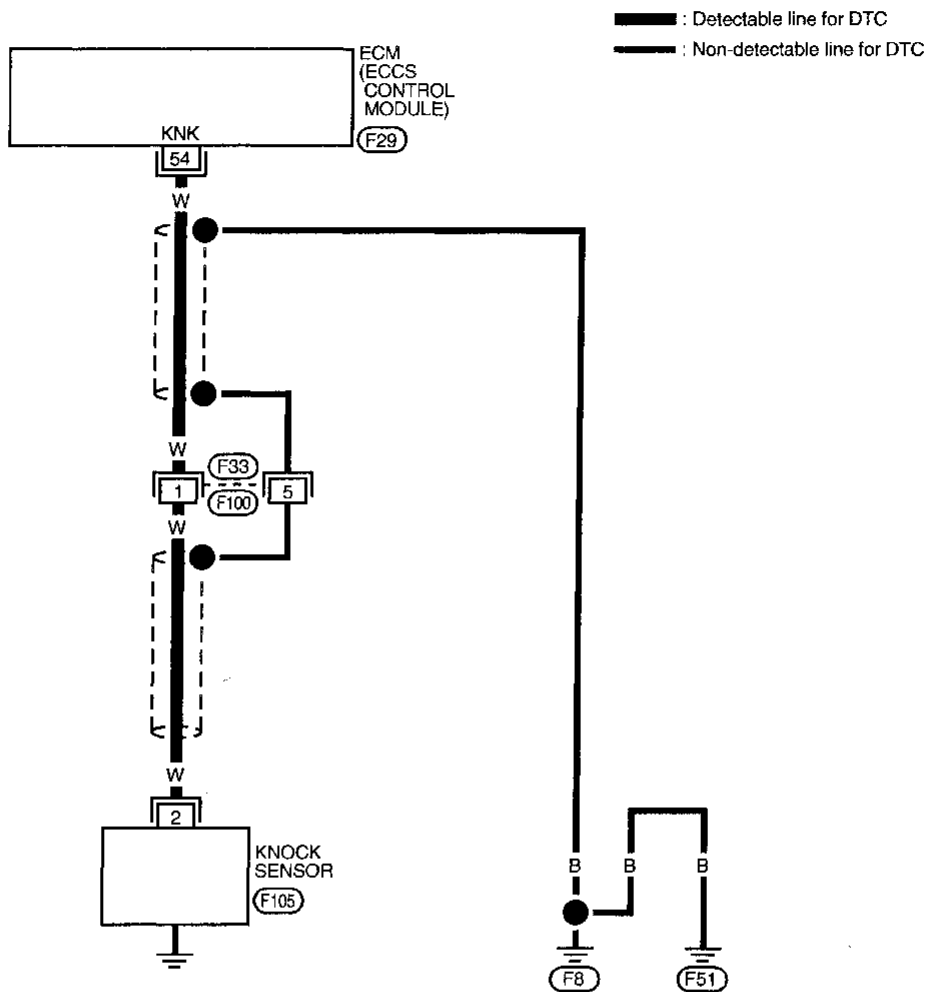 : Detectable line for DTC
: Non-detectable line for DTC
ECM
(ECCS
CONTROL
MODULE)
F29
KNK
54
W
W
F33
1
5
F100
W
W
2
KNOCK
SENSOR
F105
B
B
B
F8
F51